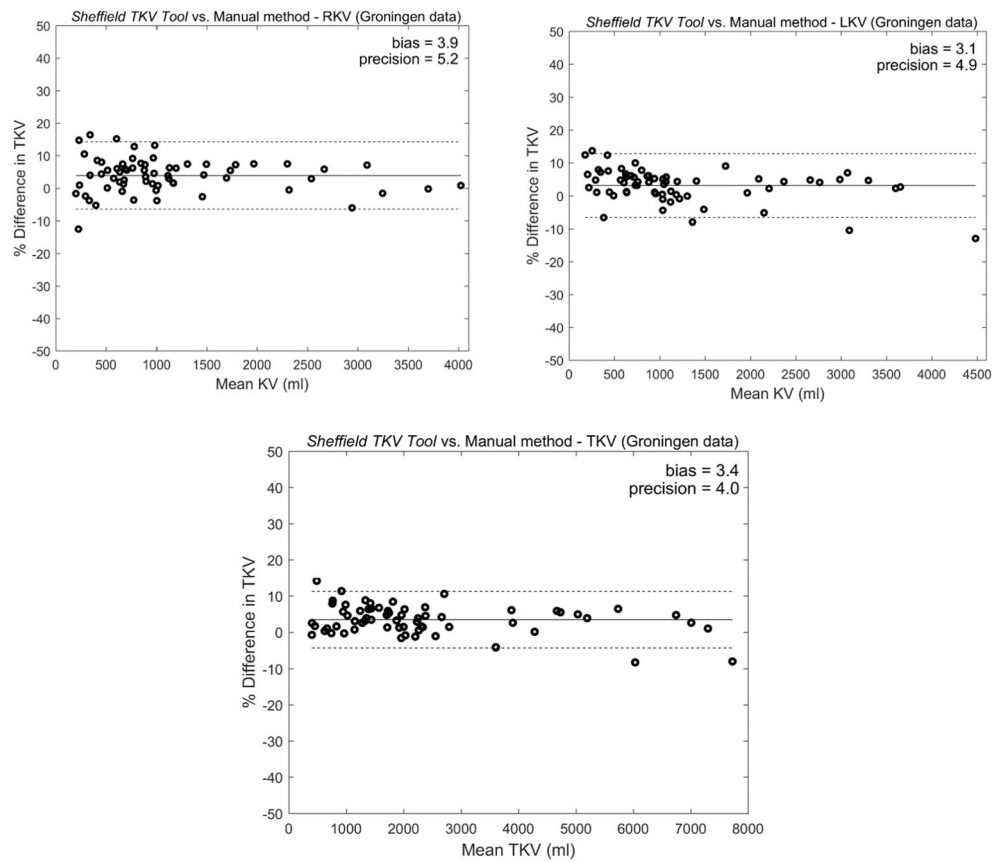 Sheffield TKV Tool vs. Manual method - RKV (Groningen data)
bias = 3.9
precision = 5.2
% Difference in TKV
50
40
30
20
10
0
-10
-20
-30
-40
-50
0 500 1000 1500 2000 2500 3000 3500 4000
Mean KV (ml)
Sheffield TKV Tool vs. Manual method - LKV (Groningen data)
bias = 3.1
precision = 4.9
% Difference in TKV
50
40
30
20
10
0
-10
-20
-30
-40
-50
0 500 1000 1500 2000 2500 3000 3500 4000 4500
Mean KV (ml)
Sheffield TKV Tool vs. Manual method - TKV (Groningen data)
bias = 3.4
precision = 4.0
% Difference in TKV
50
40
30
20
10
0
-10
-20
-30
-40
-50
0 1000 2000 3000 4000 5000 6000 7000 8000
Mean TKV (ml)